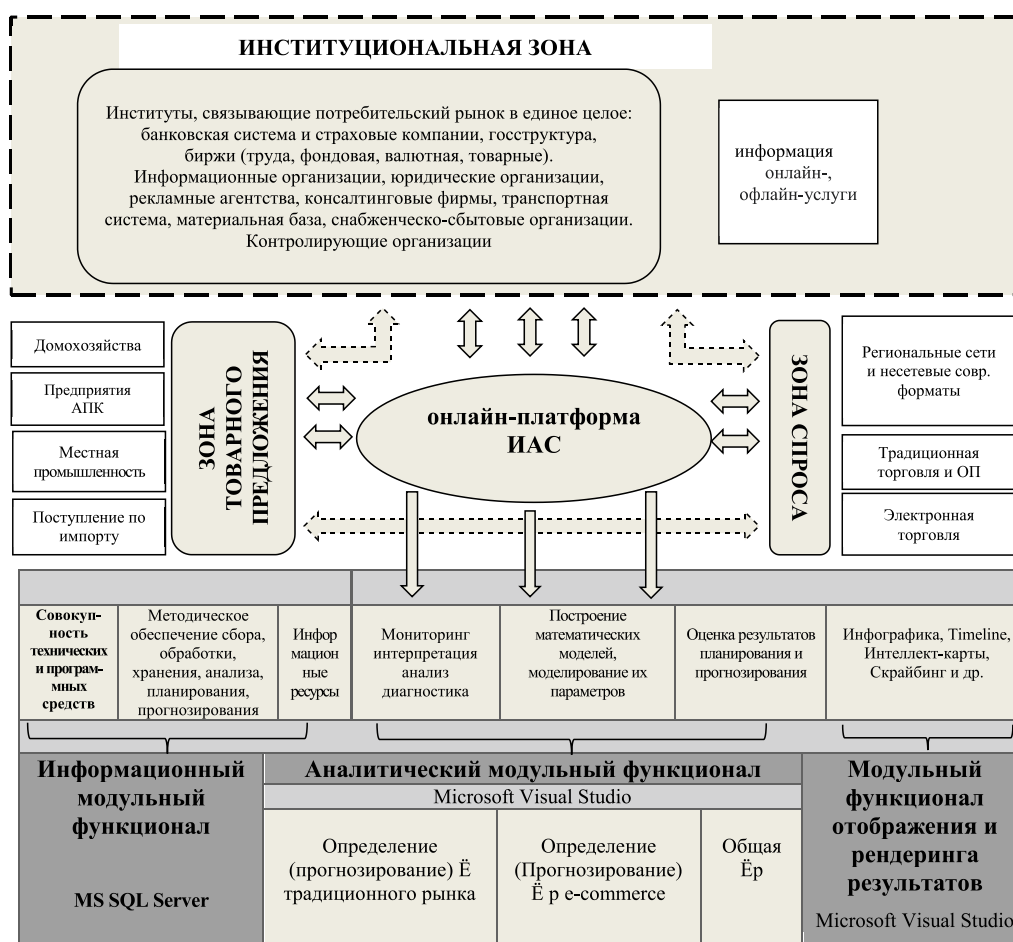 ИНСТИТУЦИОНАЛЬНАЯ ЗОНА
Институты, связывающие потребительский рынок в единое целое:
банковская система и страховые компании, госструктура,
биржи (труда, фондовая, валютная, товарные).
Информационные организации, юридические организации,
рекламные агентства, консалтинговые фирмы, транспортная
система, материальная база, снабженческо-сбытовые организации.
Контролирующие организации
информация
онлайн-,
офлайн-услуги
Домохозяйства
Предприятия
АПК
Местная
промышленность
Поступление по
импорту
ЗОНА
ТОВАРНОГО
ПРЕДЛОЖЕНИЯ
онлайн-платформа
ИАС
ЗОНА СПРОСА
Региональные сети
и несетевые совр.
форматы
Традиционная
торговля и ОП
Электронная
торговля
Совокуп-
ность
технических
и програм-
мных
средств
Методическое
обеспечение сбора,
обработки,
хранения, анализа,
планирования,
прогнозирования
Инфор
мацион
ные
ресурсы
Мониторинг
интерпретация
анализ
диагностика
Построение
математических
моделей,
моделирование их
параметров
Оценка результатов
планирования и
прогнозирования
Инфографика, Timeline,
Интеллект-карты,
Скрайбинг и др.
Информационный
модульный
функционал
MS SQL Server
Аналитический модульный функционал
Microsoft Visual Studio
Определение
(прогнозирование) Ё
традиционного рынка
Определение
(Прогнозирование)
Ё р e-commerce
Общая
Ёр
Модульный
функционал
отображения и
рендеринга
результатов
Microsoft Visual Studio